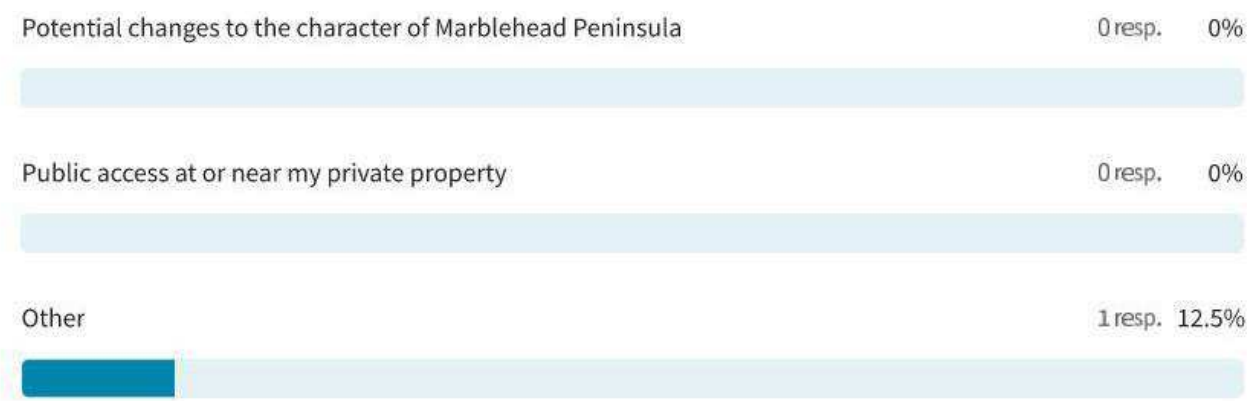 Potential changes to the character of Marblehead Peninsula 0 resp. 0%
Public access at or near my private property 0 resp. 0%
Other 1 resp. 12.5%